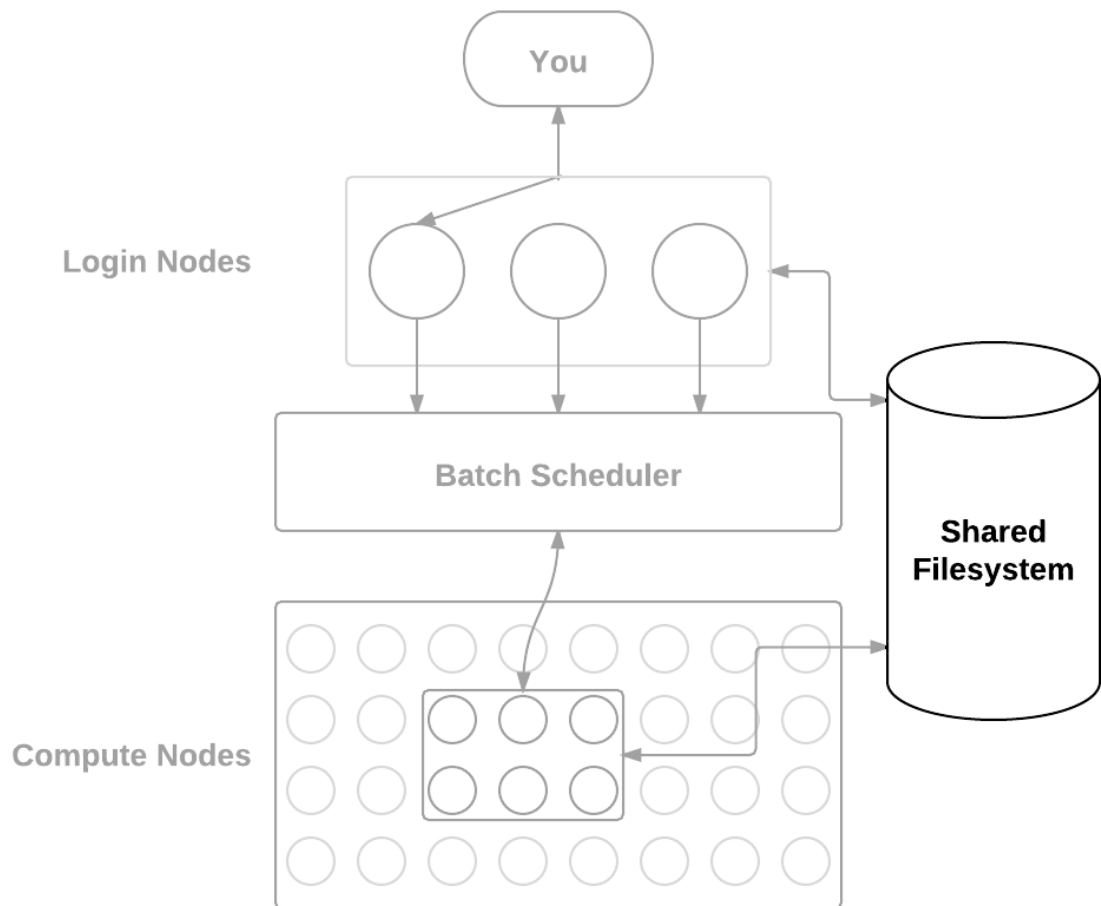 You
Login Nodes
Batch Scheduler
Shared
Filesystem
Compute Nodes